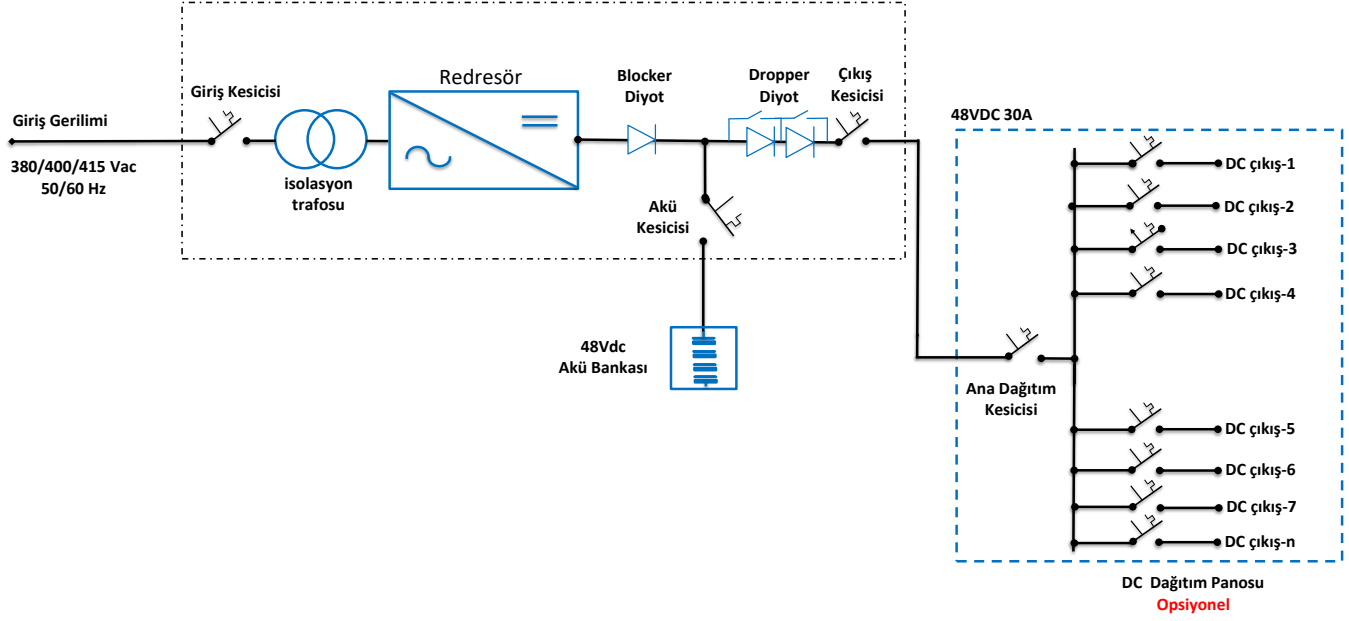 Giriş Gerilimi
380/400/415 Vac
50/60 Hz
Giriş Kesicisi
isolasyon
trafosu
Redresör
Blocker
Diyot
Dropper
Diyot
Çıkış
Kesicisi
Akü
Kesicisi
48Vdc
Akü Bankası
48VDC 30A
Ana Dağıtım
Kesicisi
DC çıkış-1
DC çıkış-2
DC çıkış-3
DC çıkış-4
DC çıkış-5
DC çıkış-6
DC çıkış-7
DC çıkış-n
DC Dağıtım Panosu
Opsiyonel